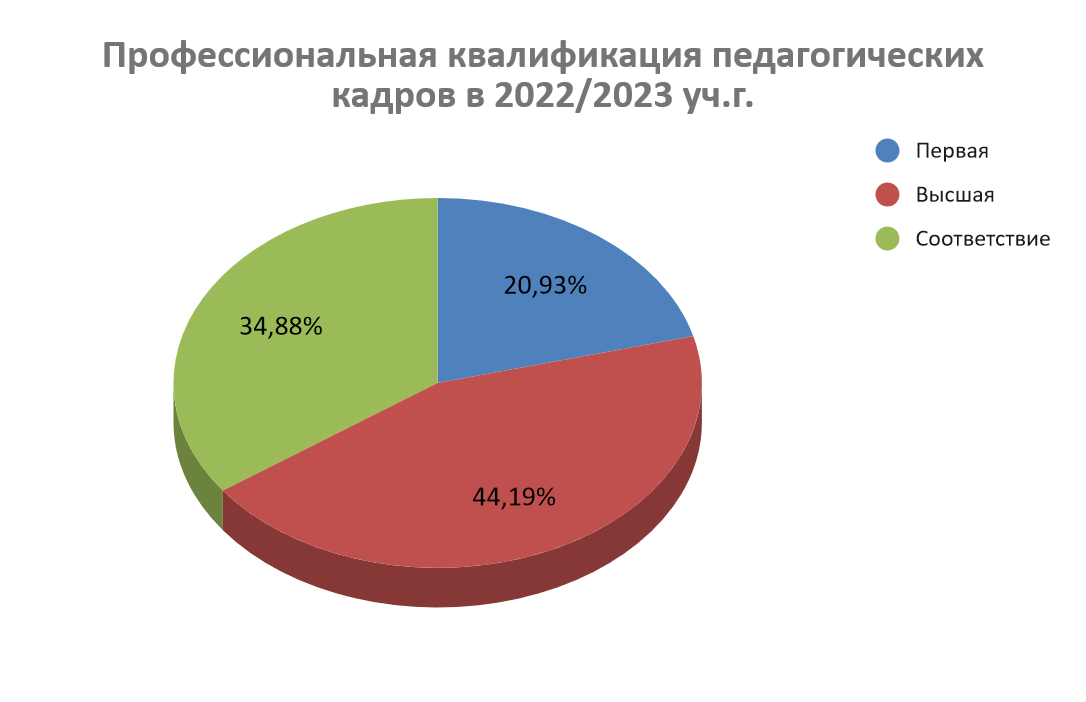 Профессиональная квалификация педагогических
кадров в 2022/2023 уч.г.
Первая
Высшая
Соответствие
20,93%
34,88%
44,19%